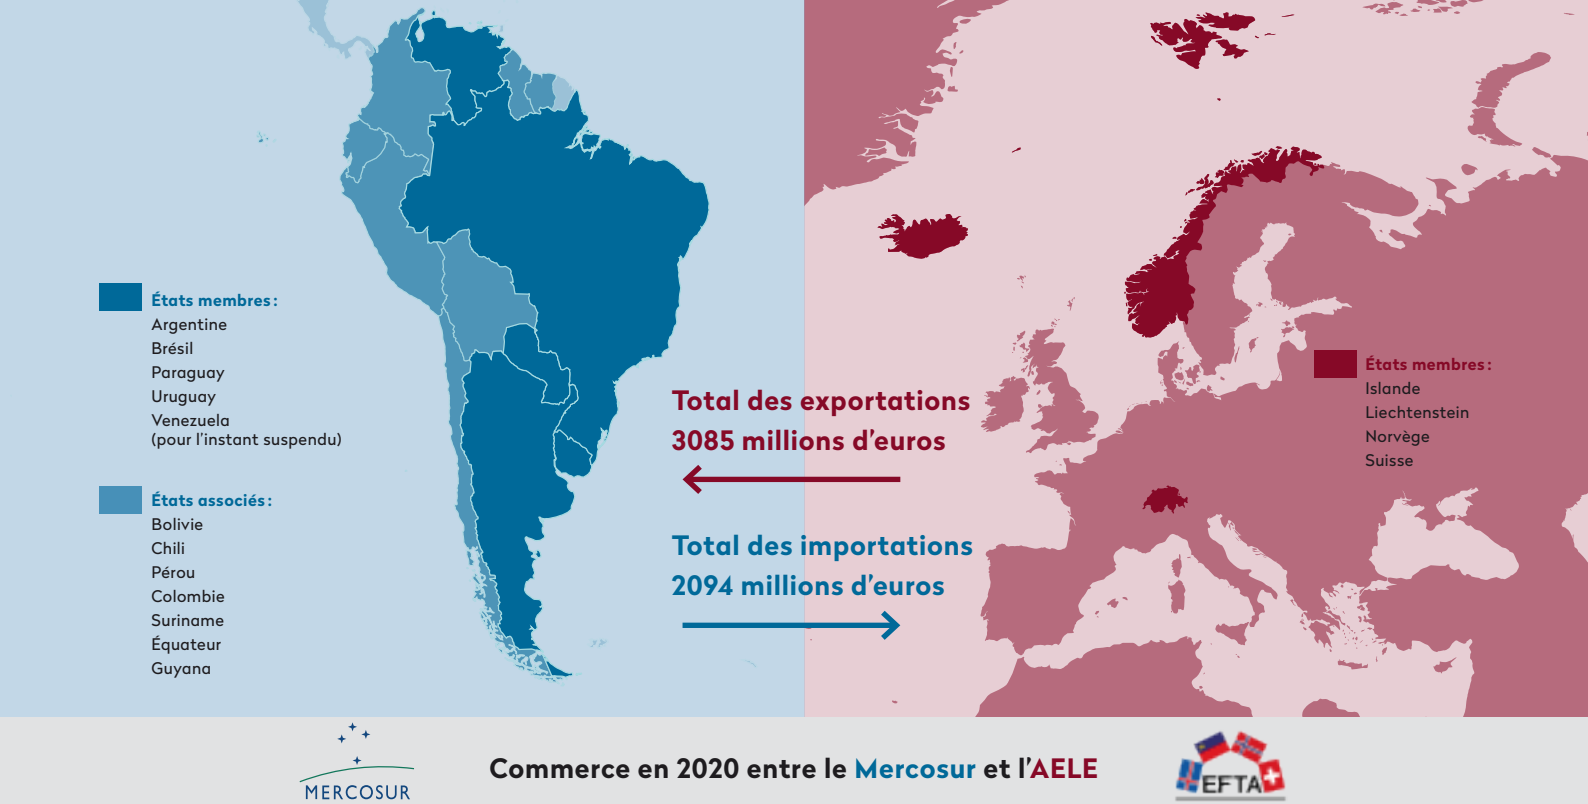 États membres :
Argentine
Brésil
Paraguay
Uruguay
Venezuela
(pour l’instant suspendu)
États associés :
Bolivie
Chili
Pérou
Colombie
Suriname
Équateur
Guyana
Total des exportations
3085 millions d’euros
Total des importations
2094 millions d’euros
États membres :
Islande
Liechtenstein
Norvège
Suisse
MERCOSUR
Commerce en 2020 entre le Mercosur et l’AELE
EFTA